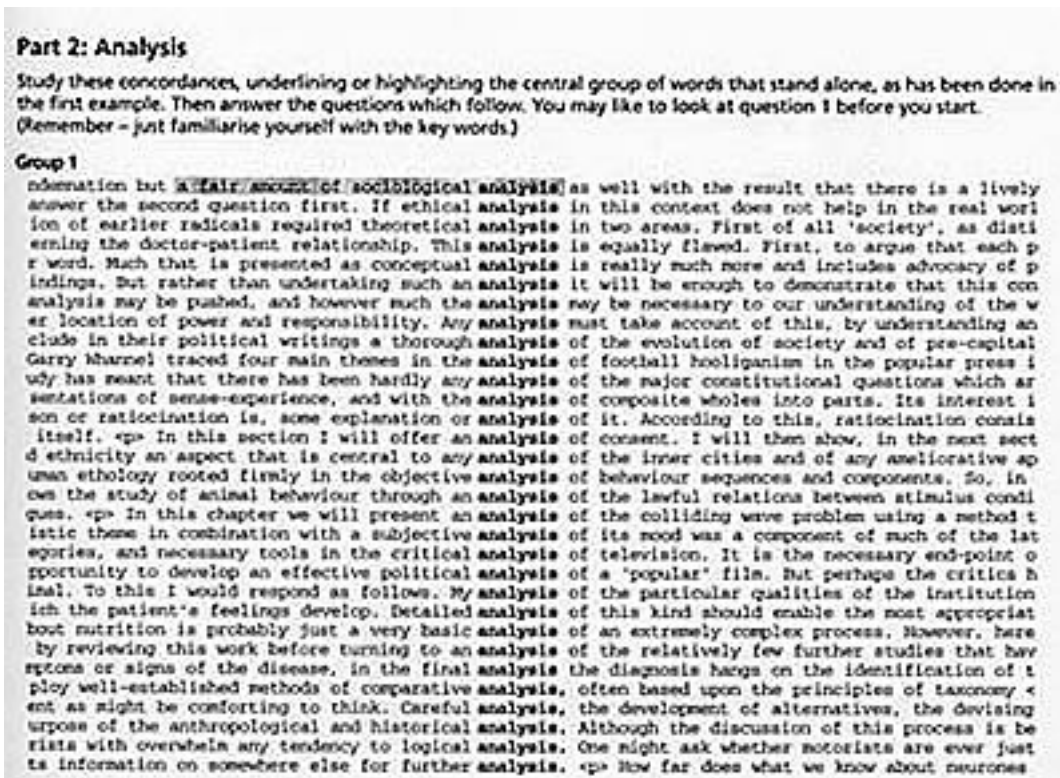 Part 2: Analysis
Study these concordances, underlining or highlighting the central group of words that stand alone, as has been done in
the first example. Then answer the questions which follow. You may like to look at question 1 before you start.
(Remember – just familiarise yourself with the key words.)
Group 1
ndemnation but a fair amount of sociological analysis as well with the result that there is a lively
answer the second question first. If ethical analysis in this context does not help in the real worl
ion of earlier radicals required theoretical analysis in two areas. First of all 'society', as disti
erning the doctor-patient relationship. This analysis is equally flawed. First, to argue that each p
r word. Much that is presented as conceptual analysis is really much more and includes advocacy of p
indings. But rather than undertaking such an analysis it will be enough to demonstrate that this con
analysis may be pushed, and however much the analysis may be necessary to our understanding of the w
er location of power and responsibility. Any analysis must take account of this, by understanding an
clude in their political writings a thorough analysis of the evolution of society and of pre-capital
Garry Whannel traced four main themes in the analysis of football hooliganism in the popular press i
udy has meant that there has been hardly any analysis of the major constitutional questions which ar
sentations of sense-experience, and with the analysis of composite wholes into parts. Its interest i
son or ratiocination is, some explanation or analysis of it. According to this, ratiocination consis
itself. <p> In this section I will offer an analysis of consent. I will then show, in the next sect
d ethnicity an aspect that is central to any analysis of the inner cities and of any ameliorative ap
uman ethology rooted firmly in the objective analysis of behaviour sequences and components. So, in
ows the study of animal behaviour through an analysis of the lawful relations between stimulus condi
ques. <p> In this chapter we will present an analysis of the colliding wave problem using a method t
istic theme in combination with a subjective analysis of its mood was a component of much of the lat
egories, and necessary tools in the critical analysis of television. It is the necessary end-point o
pportunity to develop an effective political analysis of a 'popular' film. But perhaps the critics h
inal. To this I would respond as follows. My analysis of the particular qualities of the institution
ich the patient's feelings develop. Detailed analysis of this kind should enable the most appropriat
bout nutrition is probably just a very basic analysis of an extremely complex process. However, here
by reviewing this work before turning to an analysis of the relatively few further studies that hav
mptoms or signs of the disease, in the final analysis the diagnosis hangs on the identification of t
ploy well-established methods of comparative analysis, often based upon the principles of taxonomy <
ent as might be comforting to think. Careful analysis, the development of alternatives, the devising
urpose of the anthropological and historical analysis. Although the discussion of this process is be
rists with overwhelm any tendency to logical analysis. One might ask whether motorists are ever just
ts information on somewhere else for further analysis. <p> How far does what we know about neurones